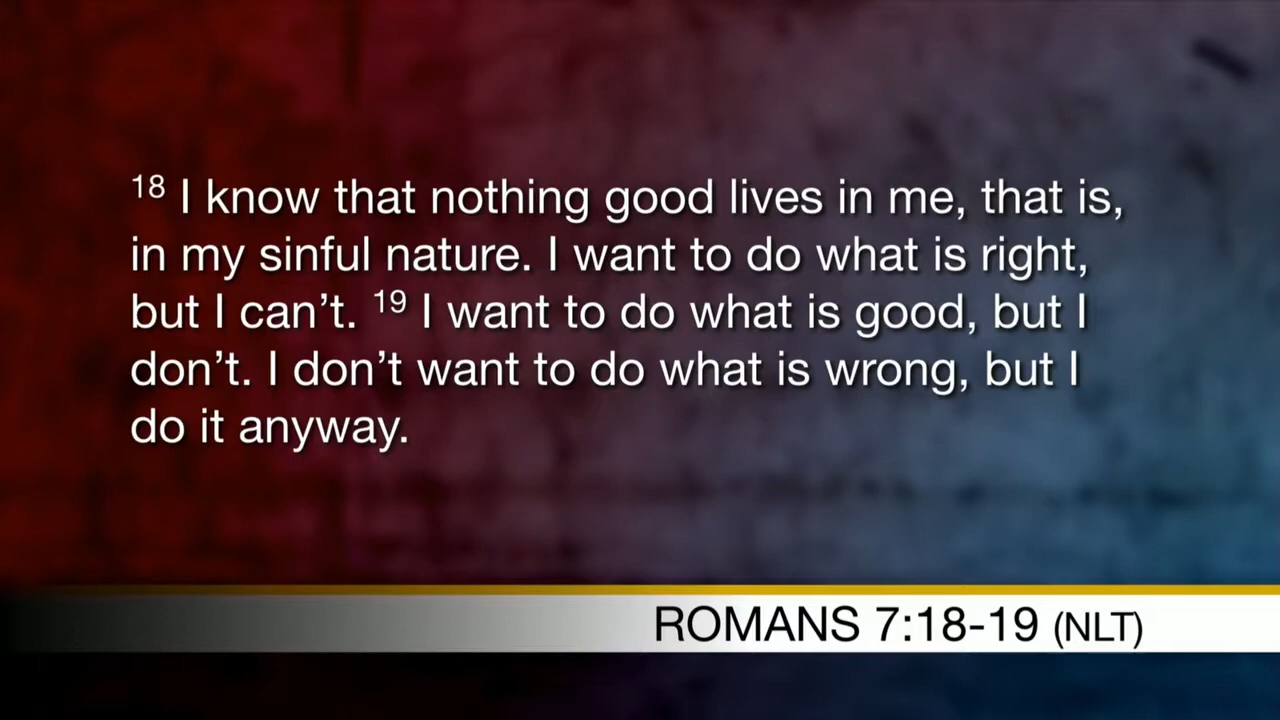 18 I know that nothing good lives in me, that is,
in my sinful nature. I want to do what is right,
but I can’t. 19 I want to do what is good, but I
don’t. I don’t want to do what is wrong, but I
do it anyway.
ROMANS 7:18-19 (NLT)